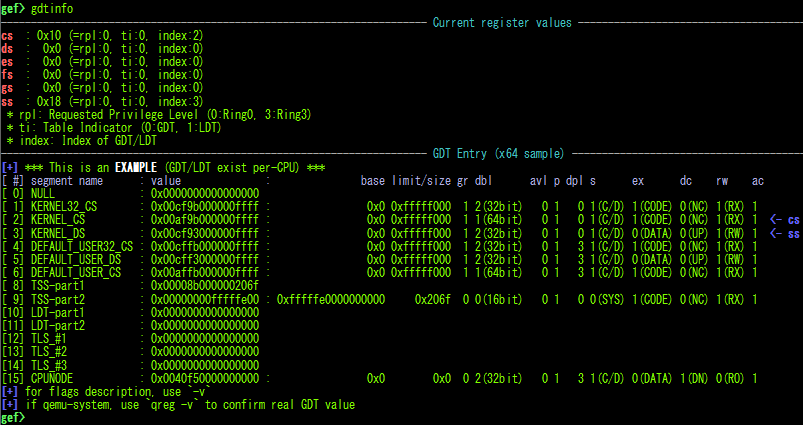 gef> gdtinfo
Current register values
cs : 0x10 (=rpl:0, ti:0, index:2)
ds : 0x0 (=rpl:0, ti:0, index:0)
es : 0x0 (=rpl:0, ti:0, index:0)
fs : 0x0 (=rpl:0, ti:0, index:0)
gs : 0x0 (=rpl:0, ti:0, index:0)
ss : 0x18 (=rpl:0, ti:0, index:3)
* rpl: Requested Privilege Level (0:Ring0, 3:Ring3)
* ti: Table Indicator (0:GDT, 1:LDT)
* index: Index of GDT/LDT
GDT Entry (x64 sample)
[+] *** This is an EXAMPLE (GDT/LDT exist per-CPU) ***
[ #] segment name : value : base limit/size gr dbl avl p dpl s ex dc rw ac
[ 0] NULL : 0x0000000000000000
[ 1] KERNEL32_CS : 0x00cf9b000000ffff : 0x0 0xfffff000 1 2(32bit) 0 1 0 1(C/D) 1(CODE) 0(NC) 1(RX) 1
[ 2] KERNEL_CS : 0x00af9b000000ffff : 0x0 0xfffff000 1 1(64bit) 0 1 0 1(C/D) 1(CODE) 0(NC) 1(RX) 1 <- cs
[ 3] KERNEL_DS : 0x00cf93000000ffff : 0x0 0xfffff000 1 2(32bit) 0 1 0 1(C/D) 0(DATA) 0(UP) 1(RW) 1 <- ss
[ 4] DEFAULT_USER32_CS : 0x00cffb000000ffff : 0x0 0xfffff000 1 2(32bit) 0 1 3 1(C/D) 1(CODE) 0(NC) 1(RX) 1
[ 5] DEFAULT_USER_DS : 0x00cff3000000ffff : 0x0 0xfffff000 1 2(32bit) 0 1 3 1(C/D) 0(DATA) 0(UP) 1(RW) 1
[ 6] DEFAULT_USER_CS : 0x00affb000000ffff : 0x0 0xfffff000 1 1(64bit) 0 1 3 1(C/D) 1(CODE) 0(NC) 1(RX) 1
[ 8] TSS-part1 : 0x00008b000000206f
[ 9] TSS-part2 : 0x00000000fffffe00 : 0xfffffe0000000000 0x206f 0 0(16bit) 0 1 0 0(SYS) 1(CODE) 0(NC) 1(RX) 1
[10] LDT-part1 : 0x0000000000000000
[11] LDT-part2 : 0x0000000000000000
[12] TLS_#1 : 0x0000000000000000
[13] TLS_#2 : 0x0000000000000000
[14] TLS_#3 : 0x0000000000000000
[15] CPUNODE : 0x0040f50000000000 : 0x0 0x0 0 2(32bit) 0 1 3 1(C/D) 0(DATA) 1(DN) 0(RO) 1
[+] for flags description, use `-v`
[+] if qemu-system, use `qreg -v` to confirm real GDT value
gef>